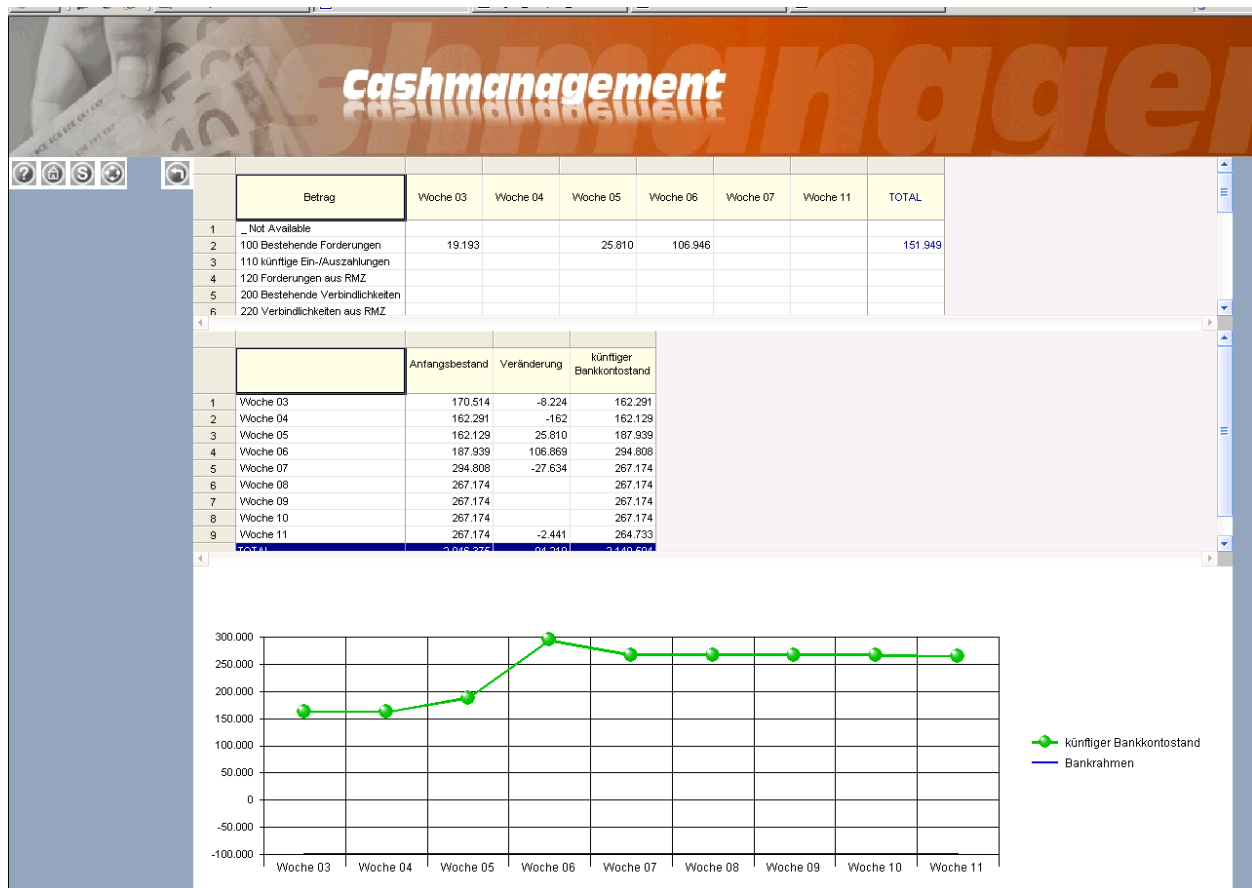 Cashmanagement
Betrag Woche 03 Woche 04 Woche 05 Woche 06 Woche 07 Woche 11 TOTAL
1 _ Not Available
2 100 Bestehende Forderungen 19.193 25.810 106.946 151.949
3 110 künftige Ein-/Auszahlungen
4 120 Forderungen aus RMZ
5 200 Bestehende Verbindlichkeiten
6 220 Verbindlichkeiten aus RMZ
Anfangsbestand Veränderung künftiger
Bankkontostand
1 Woche 03 170.514 -8.224 162.291
2 Woche 04 162.291 -162 162.129
3 Woche 05 162.129 25.810 187.939
4 Woche 06 187.939 106.869 294.808
5 Woche 07 294.808 -27.634 267.174
6 Woche 08 267.174 267.174
7 Woche 09 267.174 267.174
8 Woche 10 267.174 267.174
9 Woche 11 267.174 -2.441 264.733
TOTAL
300.000
250.000
200.000
150.000
100.000
50.000
0
-50.000
-100.000
künftiger Bankkontostand
Bankrahmen
Woche 03 Woche 04 Woche 05 Woche 06 Woche 07 Woche 08 Woche 09 Woche 10 Woche 11